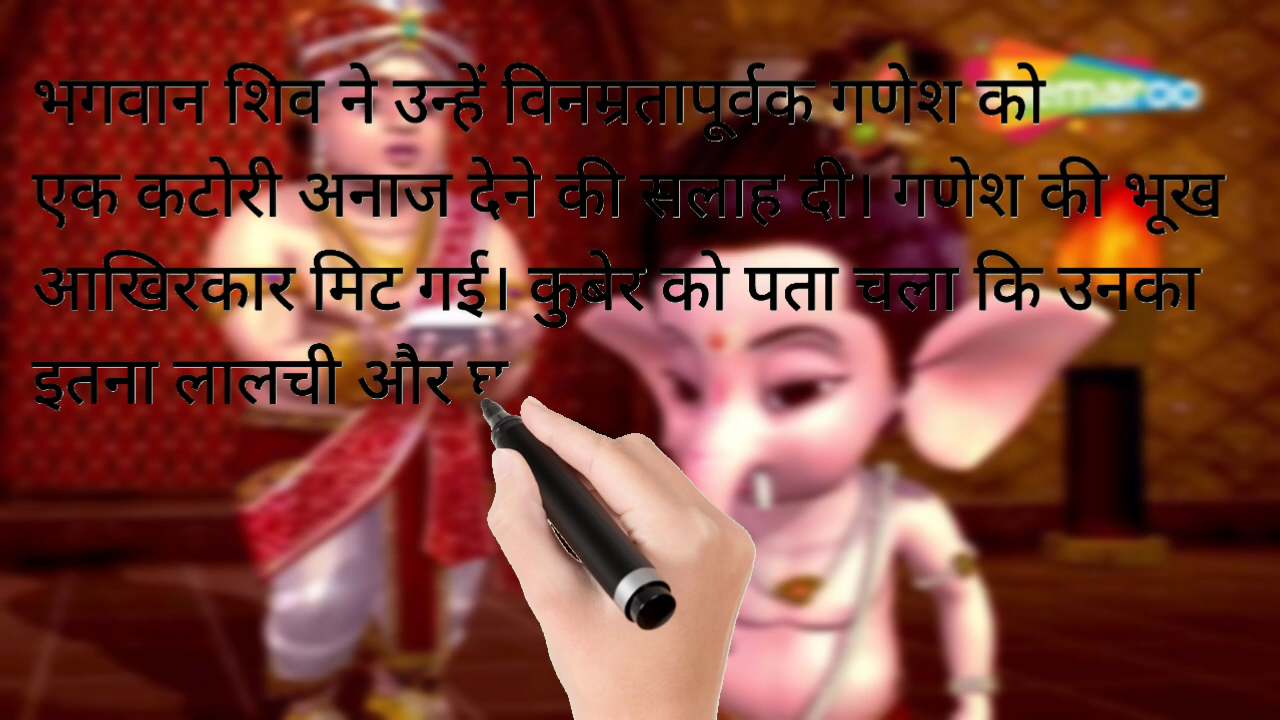 भगवान शिव ने उन्हें विनम्रतापूर्वक गणेश को
एक कटोरी अनाज देने की सलाह दी। गणेश की भूख
आखिरकार मिट गई। कुबेर को पता चला कि उनका
इतना लालची और